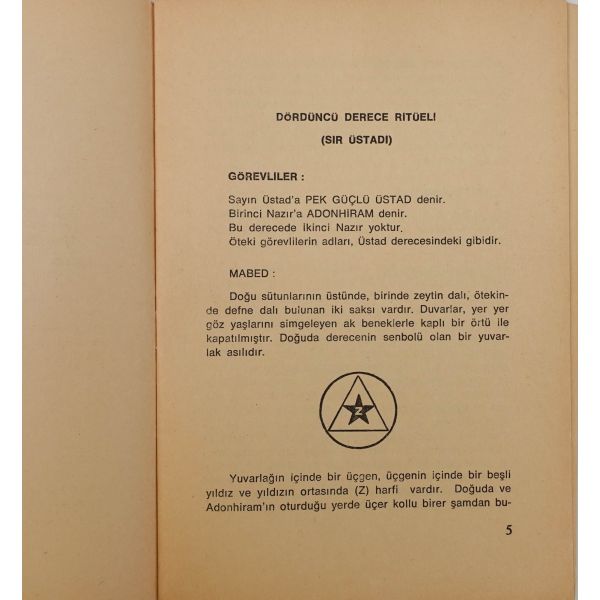 DÖRDÜNCÜ DERECE RİTÜELİ
(SIR ÜSTADI)
GÖREVLİLER :
Sayın Üstad'a PEK GÜÇLÜ ÜSTAD denir.
Birinci Nazır'a ADONHİRAM denir.
Bu derecede ikinci Nazır yoktur.
Öteki görevlilerin adları, Üstad derecesindeki gibidir.
MABED :
Doğu sütunlarının üstünde, birinde zeytin dalı, ötekin-
de defne dalı bulunan iki saksı vardır. Duvarlar, yer yer
göz yaşlarını simgeleyen ak beneklerle kaplı bir örtü ile
kapatılmıştır. Doğuda derecenin senbolü olan bir yuvar-
lak asılıdır.
Z
Yuvarlağın içinde bir üçgen, üçgenin içinde bir beşli
yıldız ve yıldızın ortasında (Z) harfi vardır. Doğuda ve
Adonhiram'ın oturduğu yerde üçer kollu birer şamdan bu-
5